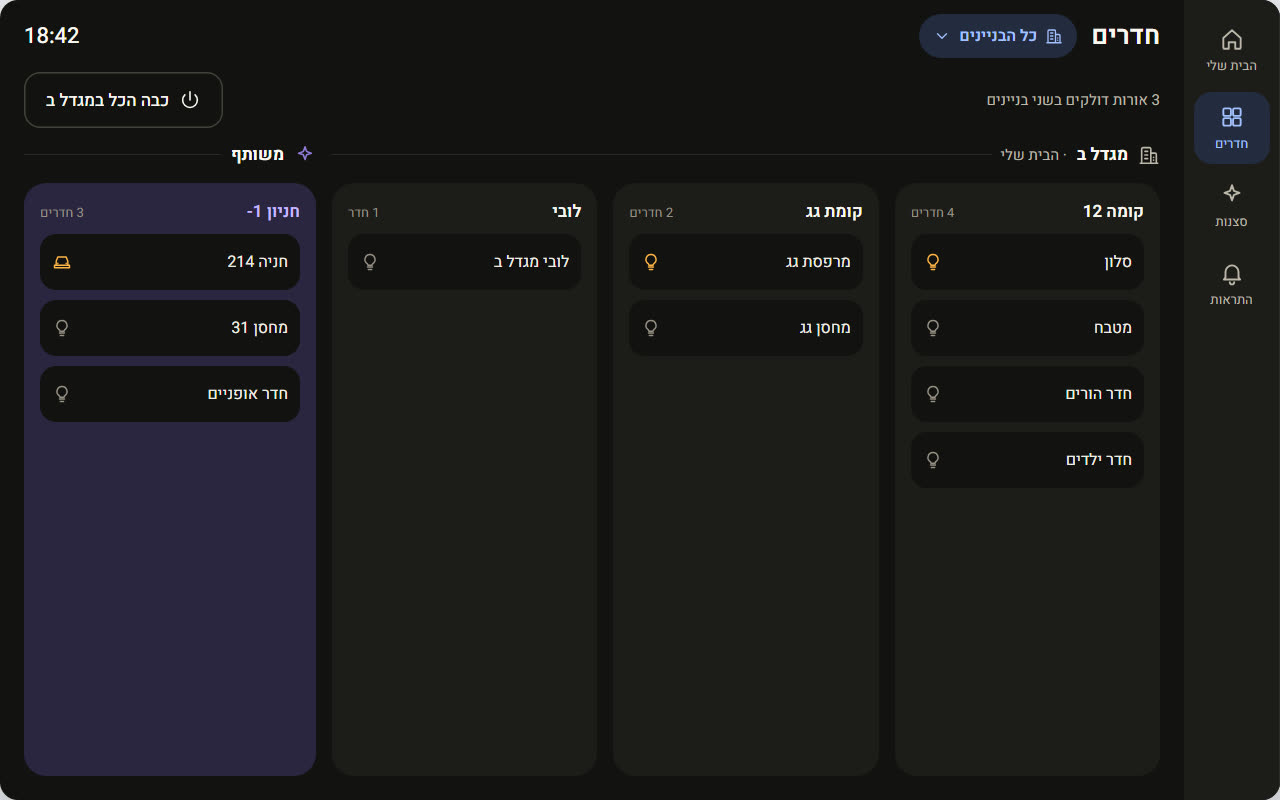 הבית שלי
חדרים
סצנות
התראות
חדרים
כל הבניינים
18:42
3 אורות דולקים בשני בניינים
כבה הכל במגדל ב
מגדל ב · הבית שלי
משותף
קומה 12
4 חדרים
סלון
מטבח
חדר הורים
חדר ילדים
קומת גג
2 חדרים
מרפסת גג
מחסן גג
לובי
1 חדר
לובי מגדל ב
חניון 1-
3 חדרים
חניה 214
מחסן 31
חדר אופניים